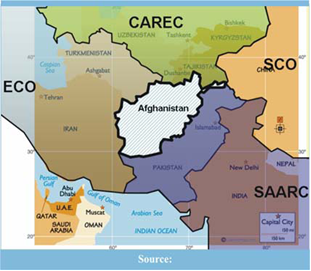 CAREC
Bishkek
UZBEKISTAN
Tashkent
KYRGYZSTAN
TURKMENISTAN
SCO
Caspian
Sea
Dushanbe
TAJIKISTAN
CHINA
Ashgabat
ECO
Tehran
Afghanistan
Islamabad
IRAN
PAKISTAN
New Delhi
NEPAL
Persian
Gulf
Abu
Dhabi
Gulf of Oman
SAARC
U.A.E.
Muscat
INDIA
QATAR
SAUDI
ARABIA
OMAN
Arabian
Sea
INDIAN OCEAN
Capital City
Source: